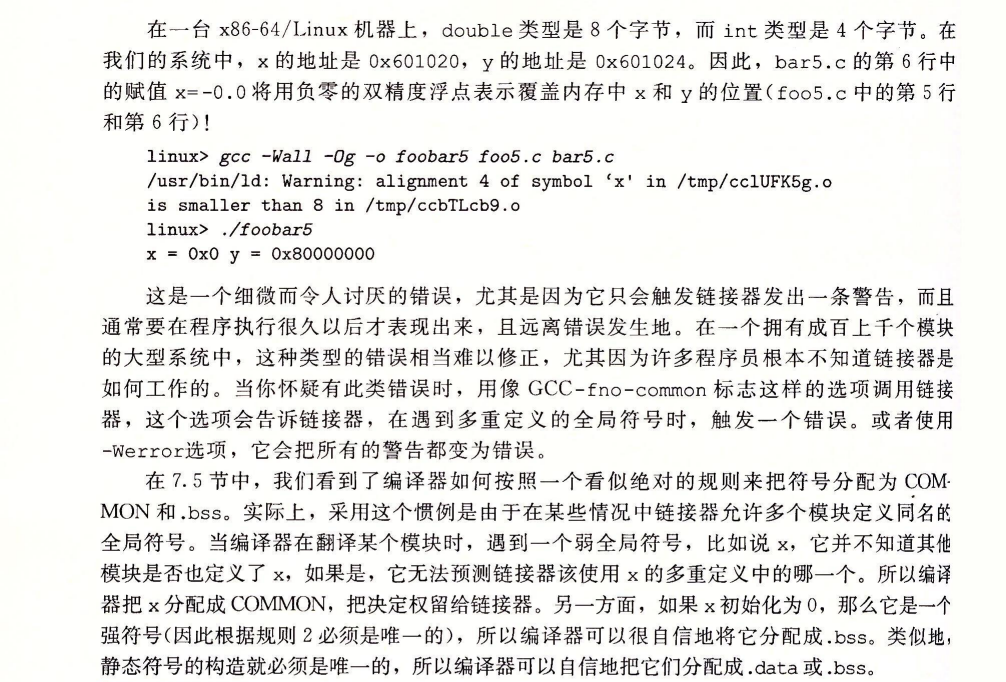 在一台 x86-64/Linux 机器上，double 类型是 8 个字节，而 int 类型是 4 个字节。在
我们的系统中，x 的地址是 0x601020，y 的地址是 0x601024。因此，bar5.c 的第 6 行中
的赋值 x=-0.0 将用负零的双精度浮点表示覆盖内存中 x 和 y 的位置(foo5.c 中的第 5 行
和第 6 行)!
linux> gcc -Wall -Og -o foobar5 foo5.c bar5.c
/usr/bin/ld: Warning: alignment 4 of symbol ‘x' in /tmp/cclUFK5g.o
is smaller than 8 in /tmp/ccbTLcb9.o
linux> ./foobar5
x = 0x0 y = 0x80000000
这是一个细微而令人讨厌的错误，尤其是因为它只会触发链接器发出一条警告，而且
通常要在程序执行很久以后才表现出来，且远离错误发生地。在一个拥有成百上千个模块
的大型系统中，这种类型的错误相当难以修正，尤其因为许多程序员根本不知道链接器是
如何工作的。当你怀疑有此类错误时，用像 GCC-fno-common 标志这样的选项调用链接
器，这个选项会告诉链接器，在遇到多重定义的全局符号时，触发一个错误。或者使用
-Werror选项，它会把所有的警告都变为错误。
在 7.5 节中，我们看到了编译器如何按照一个看似绝对的规则来把符号分配为 COM-
MON 和.bss。实际上，采用这个惯例是由于在某些情况中链接器允许多个模块定义同名的
全局符号。当编译器在翻译某个模块时，遇到一个弱全局符号，比如说 x，它并不知道其他
模块是否也定义了 x，如果是，它无法预测链接器该使用 x 的多重定义中的哪一个。所以编译
器把 x 分配成 COMMON，把决定权留给链接器。另一方面，如果 x 初始化为 0，那么它是一个
强符号(因此根据规则 2 必须是唯一的)，所以编译器可以很自信地将它分配成.bss。类似地，
静态符号的构造就必须是唯一的，所以编译器可以自信地把它们分配成.data 或.bss。